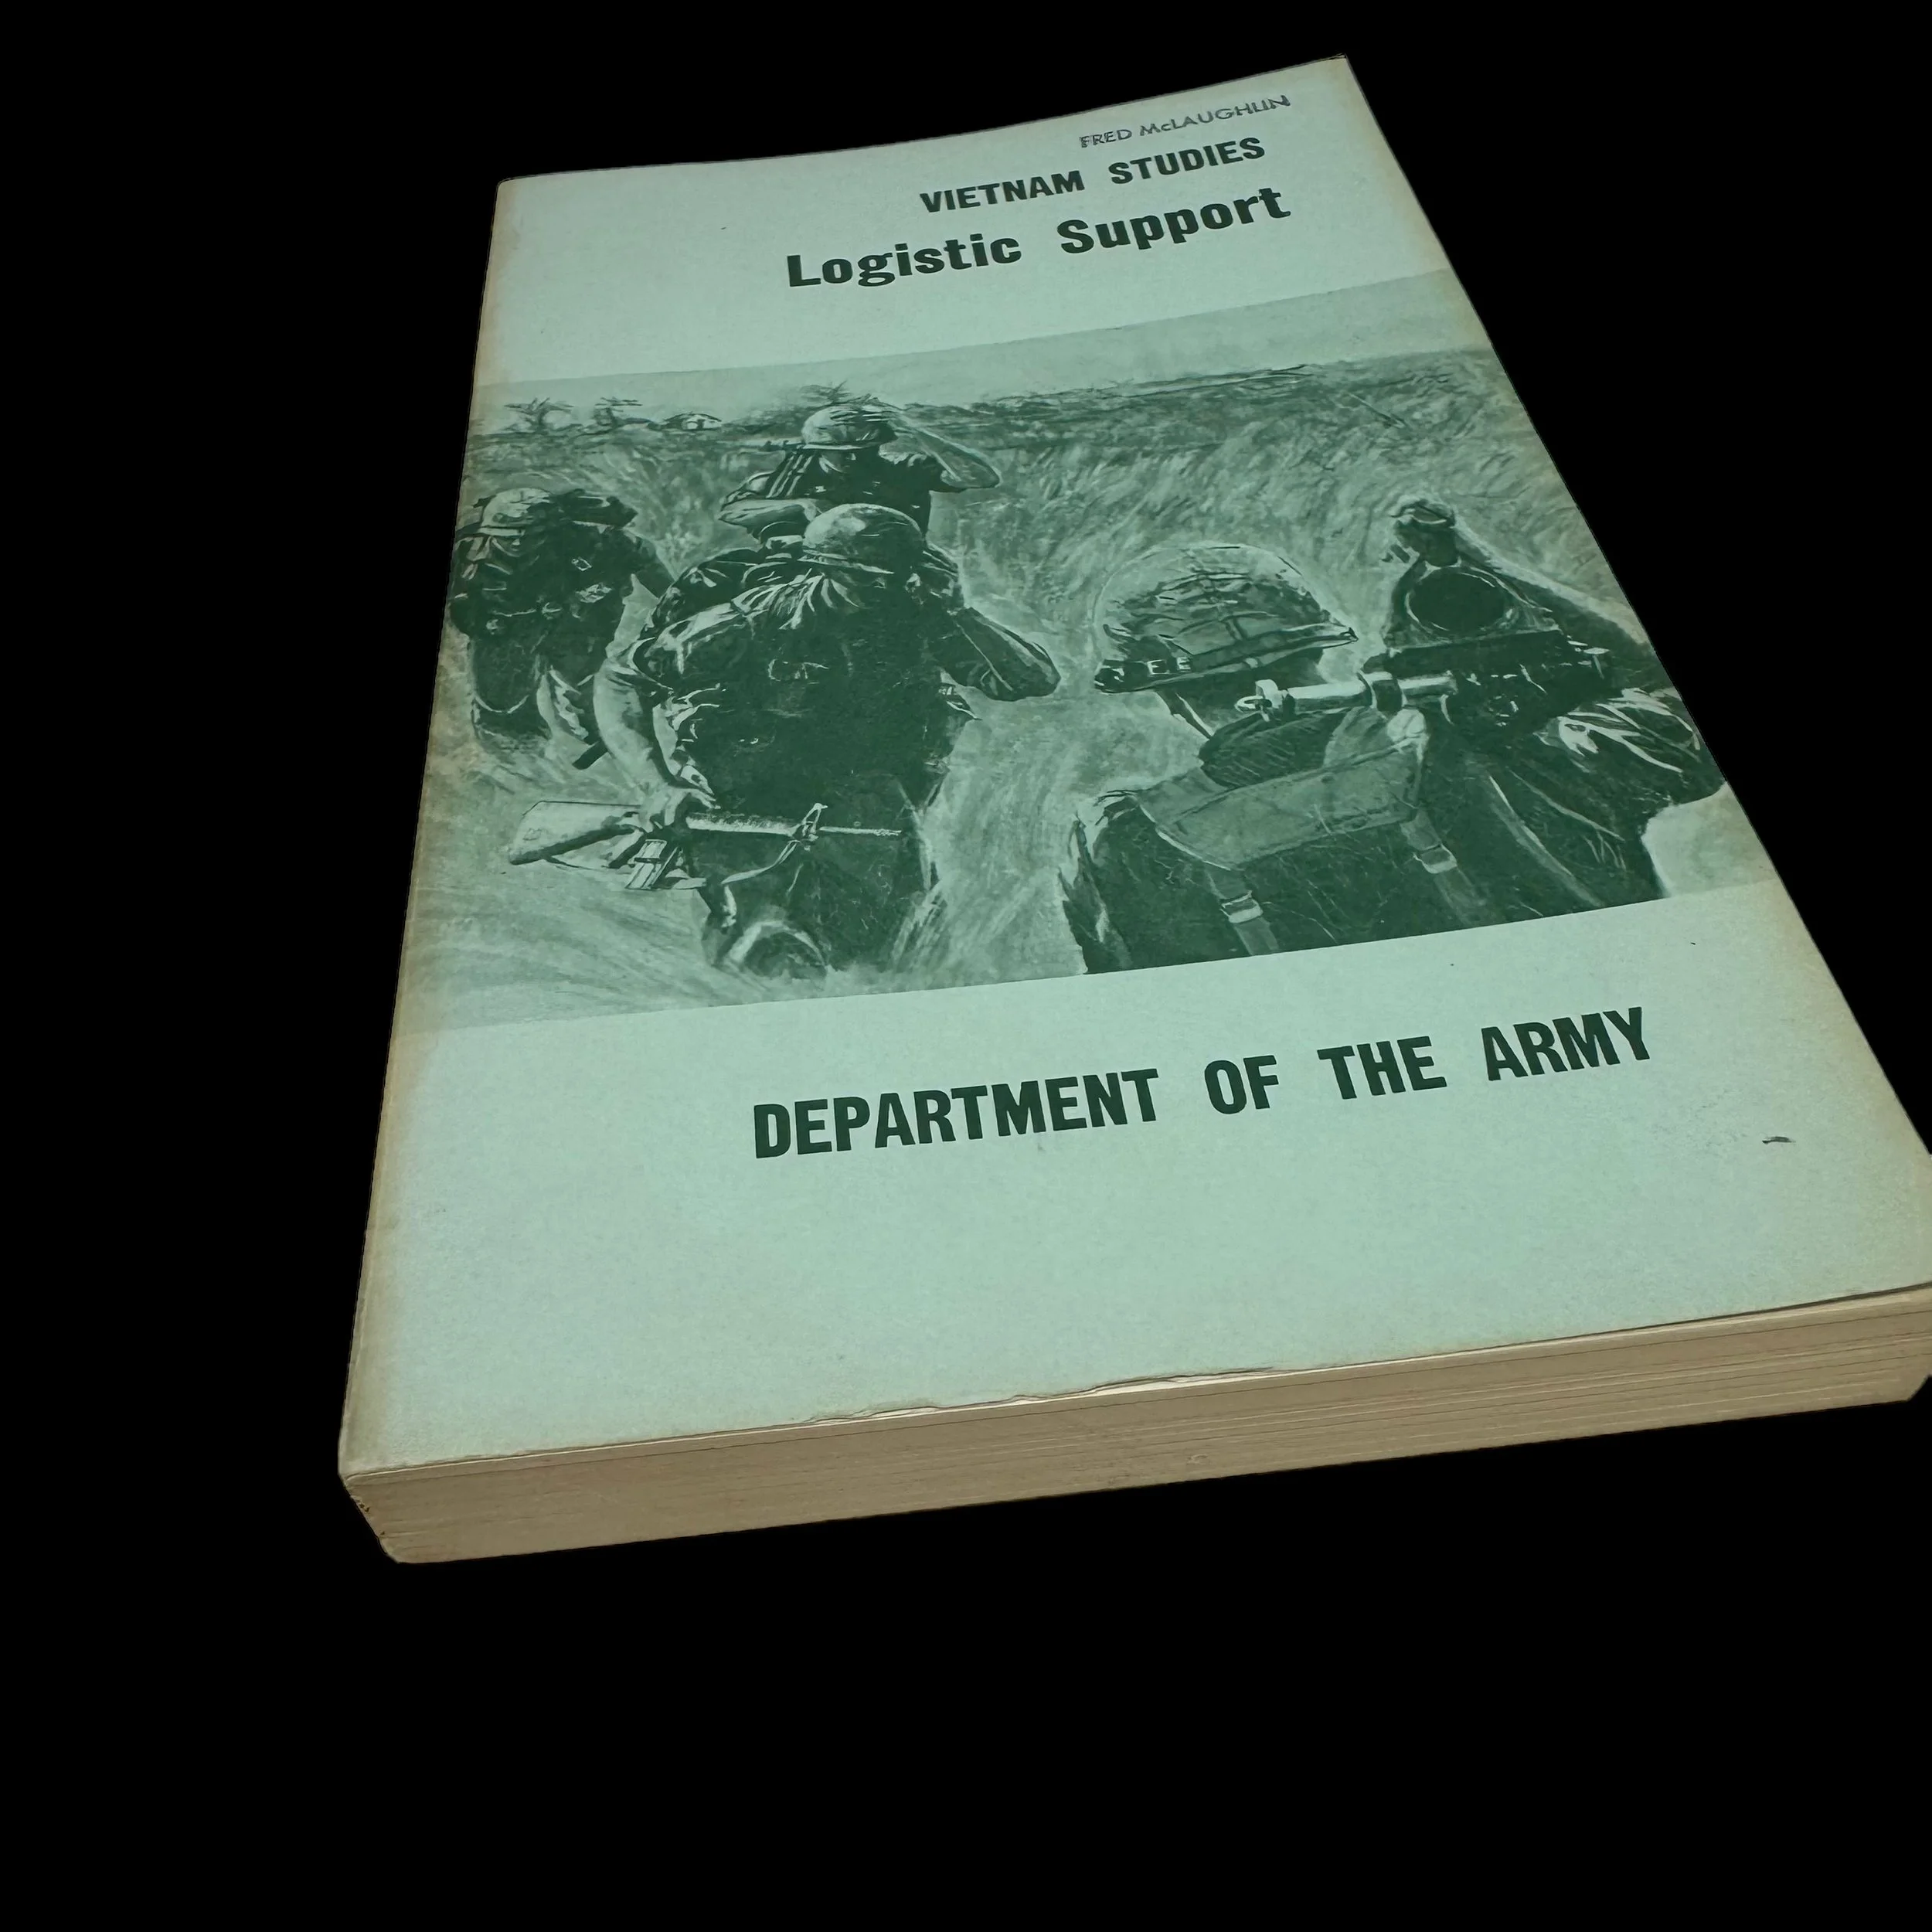 FRED McLAUGHLIN
VIETNAM STUDIES
Logistic Support
DEPARTMENT OF THE ARMY